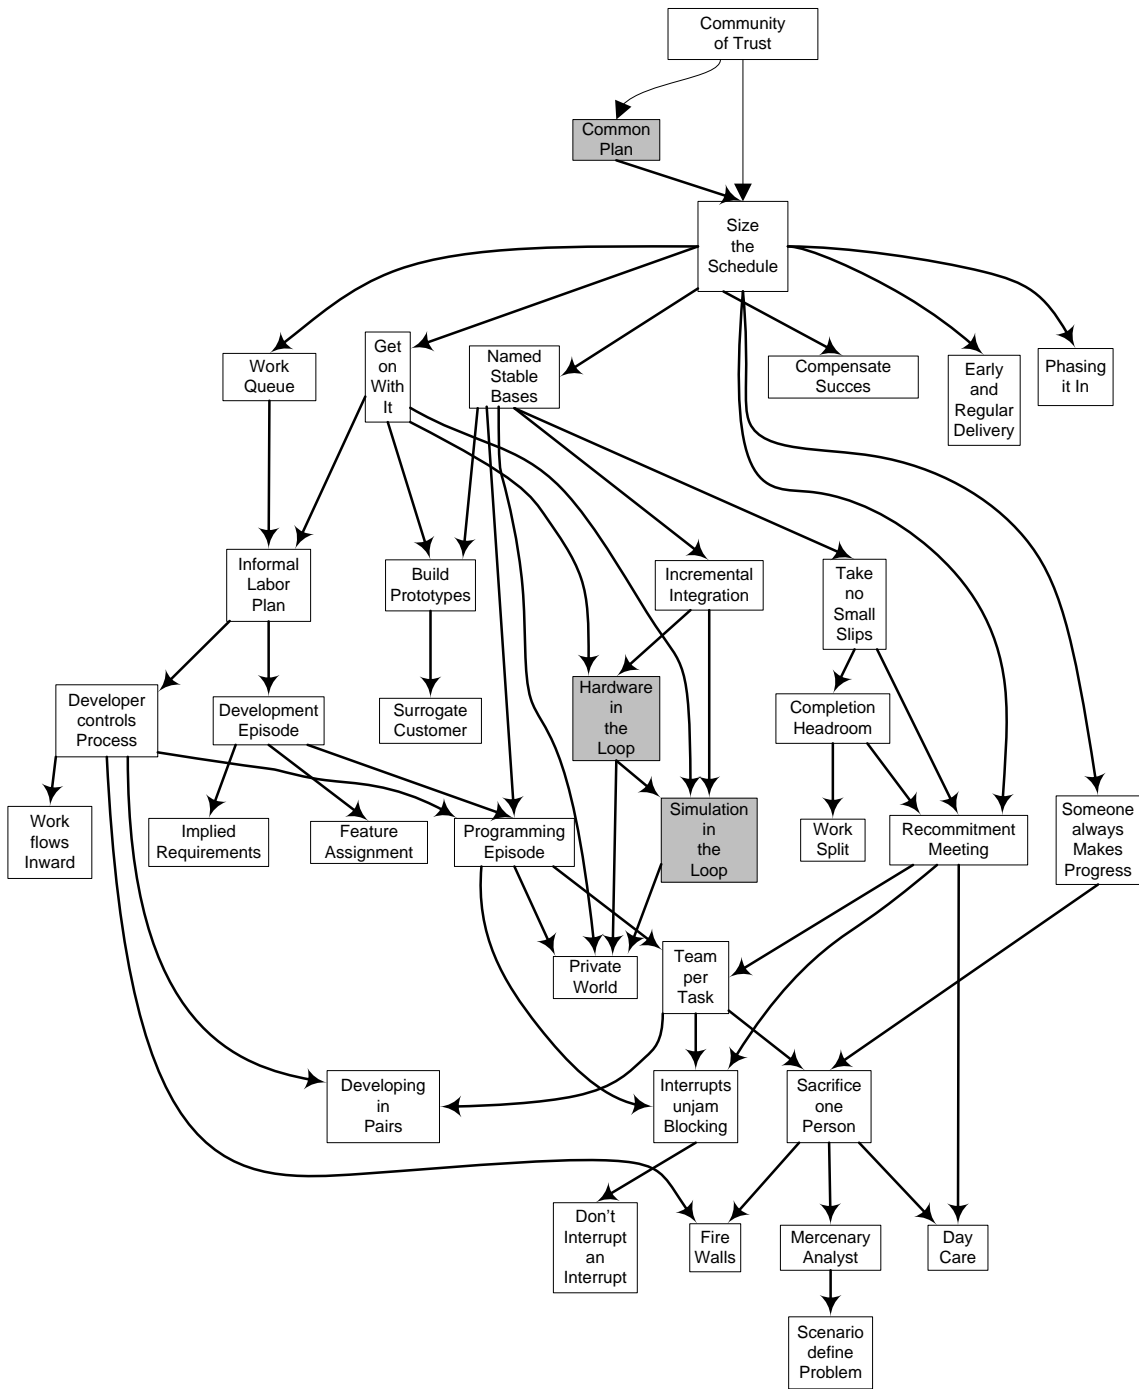 Community
of Trust
Common
Plan
Size
the
Schedule
Work
Queue
Get
on
With
It
Named
Stable
Bases
Compensate
Succes
Early
and
Regular
Delivery
Phasing
it In
Informal
Labor
Plan
Build
Prototypes
Incremental
Integration
Take
no
Small
Slips
Developer
controls
Process
Development
Episode
Surrogate
Customer
Hardware
in
the
Loop
Completion
Headroom
Work
flows
Inward
Implied
Requirements
Feature
Assignment
Programming
Episode
Simulation
in
the
Loop
Work
Split
Recommitment
Meeting
Someone
always
Makes
Progress
Private
World
Team
per
Task
Developing
in
Pairs
Interrupts
unjam
Blocking
Sacrifice
one
Person
Don't
Interrupt
an
Interrupt
Fire
Walls
Mercenary
Analyst
Day
Care
Scenario
define
Problem